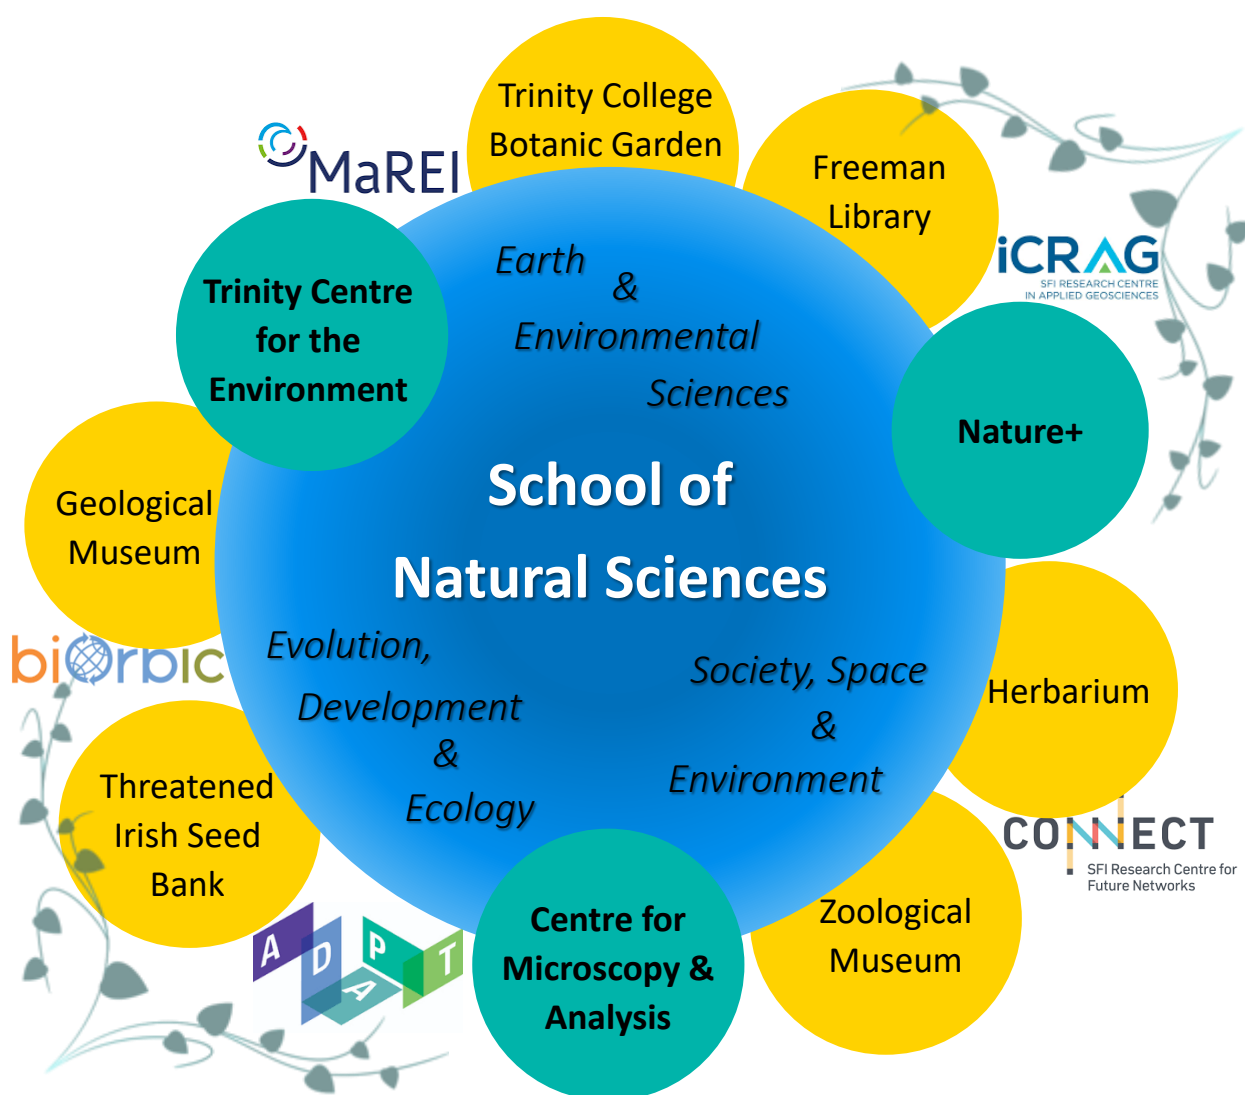 Trinity College
Botanic Garden
MaREI
Freeman
Library
iCRAG
SFI RESEARCH CENTRE
IN APPLIED GEOSCIENCES
Trinity Centre
for the
Environment
Earth
&
Environmental
Sciences
Nature+
Geological
Museum
School of
Natural Sciences
biOrbic
Evolution,
Development
&
Ecology
Society, Space
&
Environment
Herbarium
Threatened
Irish Seed
Bank
CONNECT
SFI Research Centre for
Future Networks
ADAPT
Centre for
Microscopy &
Analysis
Zoological
Museum